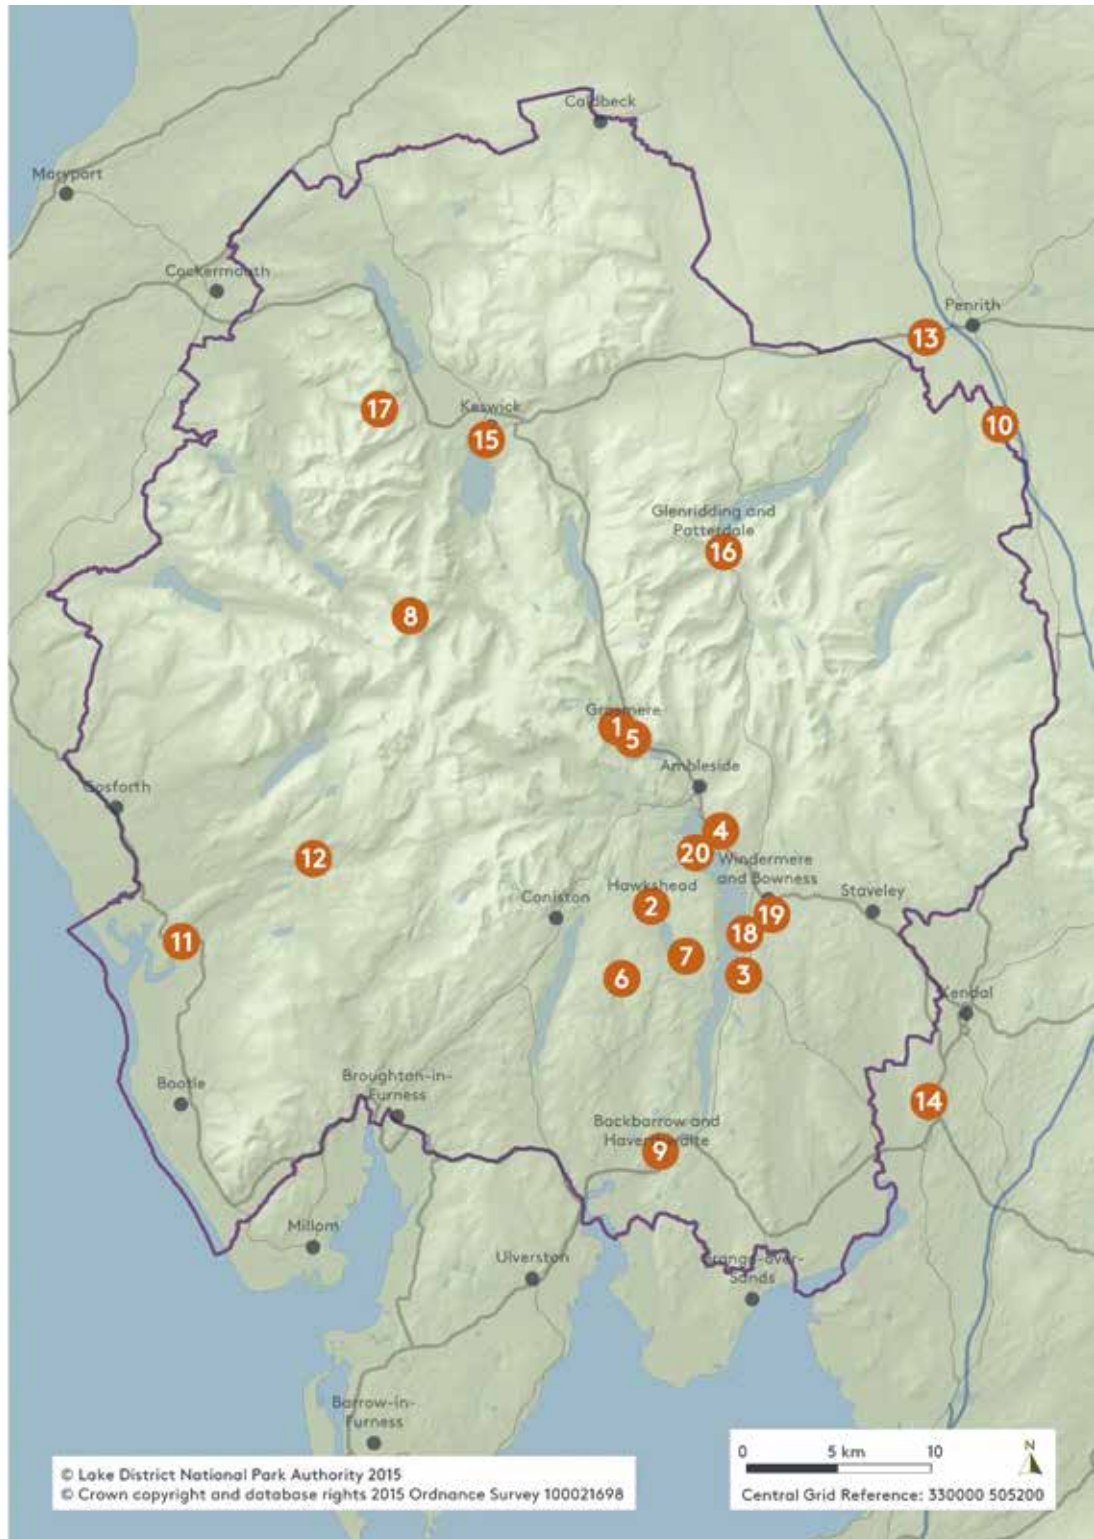 Caldbeck
Maryport
Cockermouth
Penrith
13
17
Keswick
10
15
Glenridding and
Patterdale
16
8
Grasmere
1
5
Ambleside
Gosforth
4
20
12
Windermere
and Bowness
Hawkshead
Staveley
Coniston
2
19
18
11
7
3
6
Kendal
Bootle
Broughton-in-
Furness
14
Backbarrow and
Haverthwaite
9
Millom
Ulverston
Grange-over-
Sands
Barrow-in-
Furness
0 5 km 10
N
Central Grid Reference: 330000 505200
© Lake District National Park Authority 2015
© Crown copyright and database rights 2015 Ordnance Survey 100021698